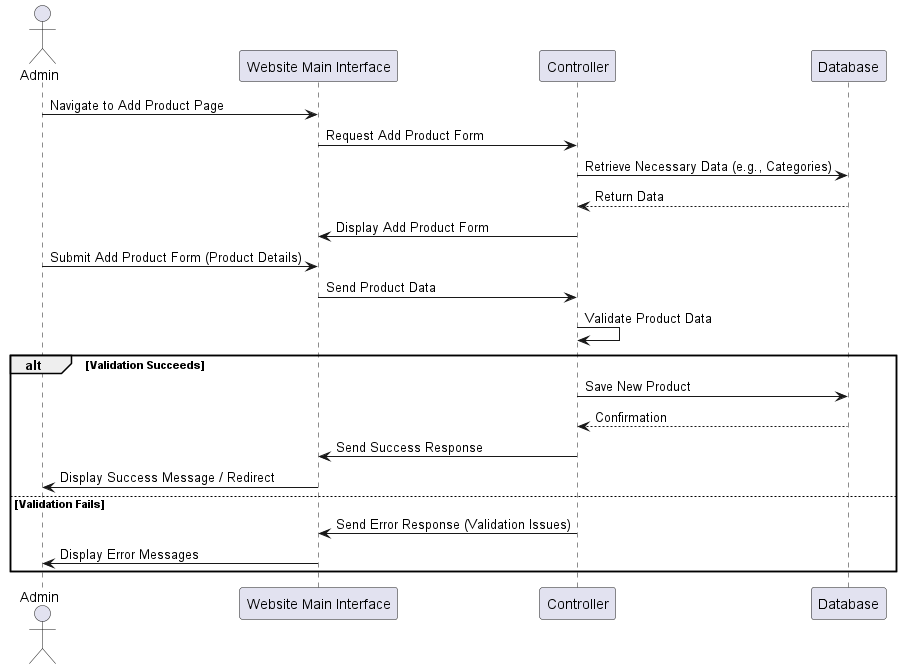 Admin
Website Main Interface
Controller
Database
Navigate to Add Product Page
Request Add Product Form
Retrieve Necessary Data (e.g., Categories)
Return Data
Display Add Product Form
Submit Add Product Form (Product Details)
Send Product Data
Validate Product Data
alt
[Validation Succeeds]
Save New Product
Confirmation
Send Success Response
Display Success Message / Redirect
[Validation Fails]
Send Error Response (Validation Issues)
Display Error Messages
Admin
Website Main Interface
Controller
Database